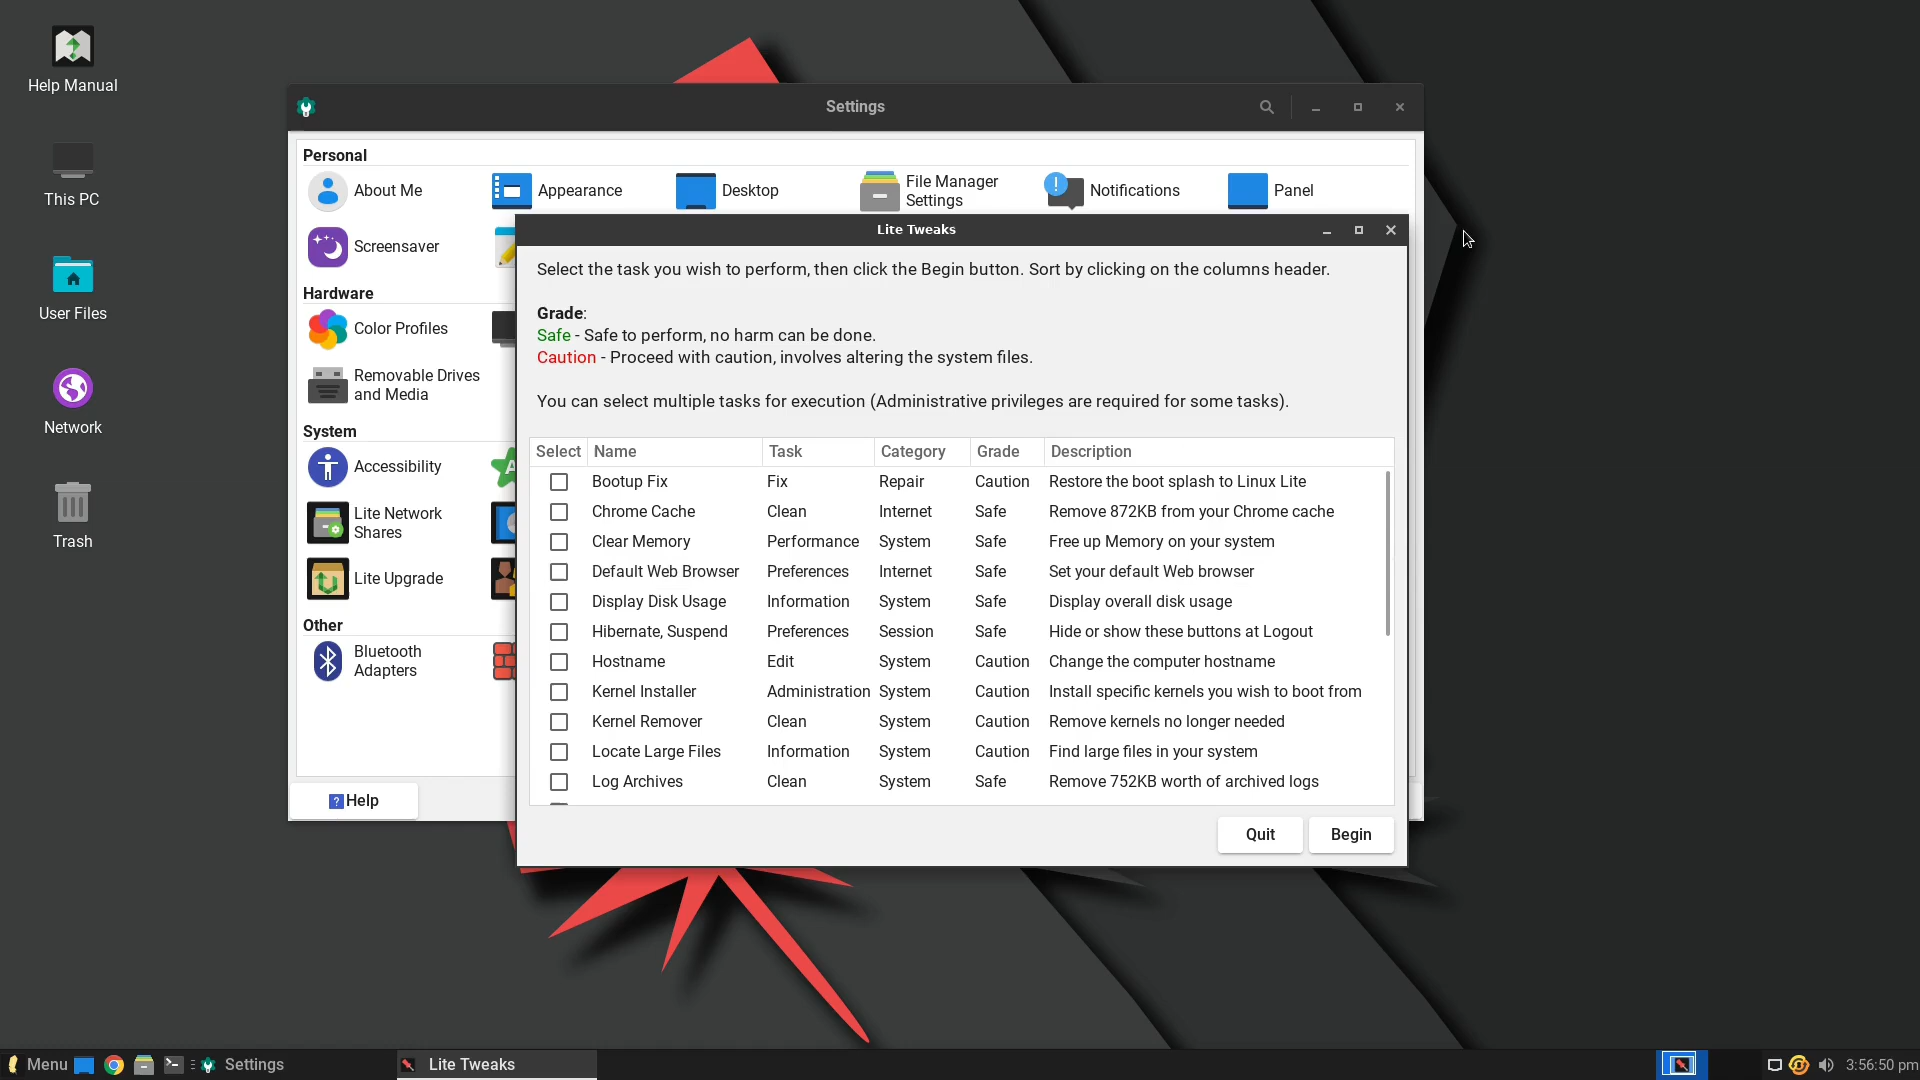 Help Manual
This PC
User Files
Network
Trash
Settings
Personal
About Me
Appearance
Desktop
File Manager
Settings
Notifications
Panel
Screensaver
Hardware
Color Profiles
Removable Drives
and Media
System
Accessibility
Lite Network
Shares
Lite Upgrade
Other
Bluetooth
Adapters
? Help
Lite Tweaks
Select the task you wish to perform, then click the Begin button. Sort by clicking on the columns header.
Grade:
Safe - Safe to perform, no harm can be done.
Caution - Proceed with caution, involves altering the system files.
You can select multiple tasks for execution (Administrative privileges are required for some tasks).
Select Name Task Category Grade Description
Bootup Fix Fix Repair Caution Restore the boot splash to Linux Lite
Chrome Cache Clean Internet Safe Remove 872KB from your Chrome cache
Clear Memory Performance System Safe Free up Memory on your system
Default Web Browser Preferences Internet Safe Set your default Web browser
Display Disk Usage Information System Safe Display overall disk usage
Hibernate, Suspend Preferences Session Safe Hide or show these buttons at Logout
Hostname Edit System Caution Change the computer hostname
Kernel Installer Administration System Caution Install specific kernels you wish to boot from
Kernel Remover Clean System Caution Remove kernels no longer needed
Locate Large Files Information System Caution Find large files in your system
Log Archives Clean System Safe Remove 752KB worth of archived logs
Quit Begin
Menu Settings Lite Tweaks 3:56:50 pm